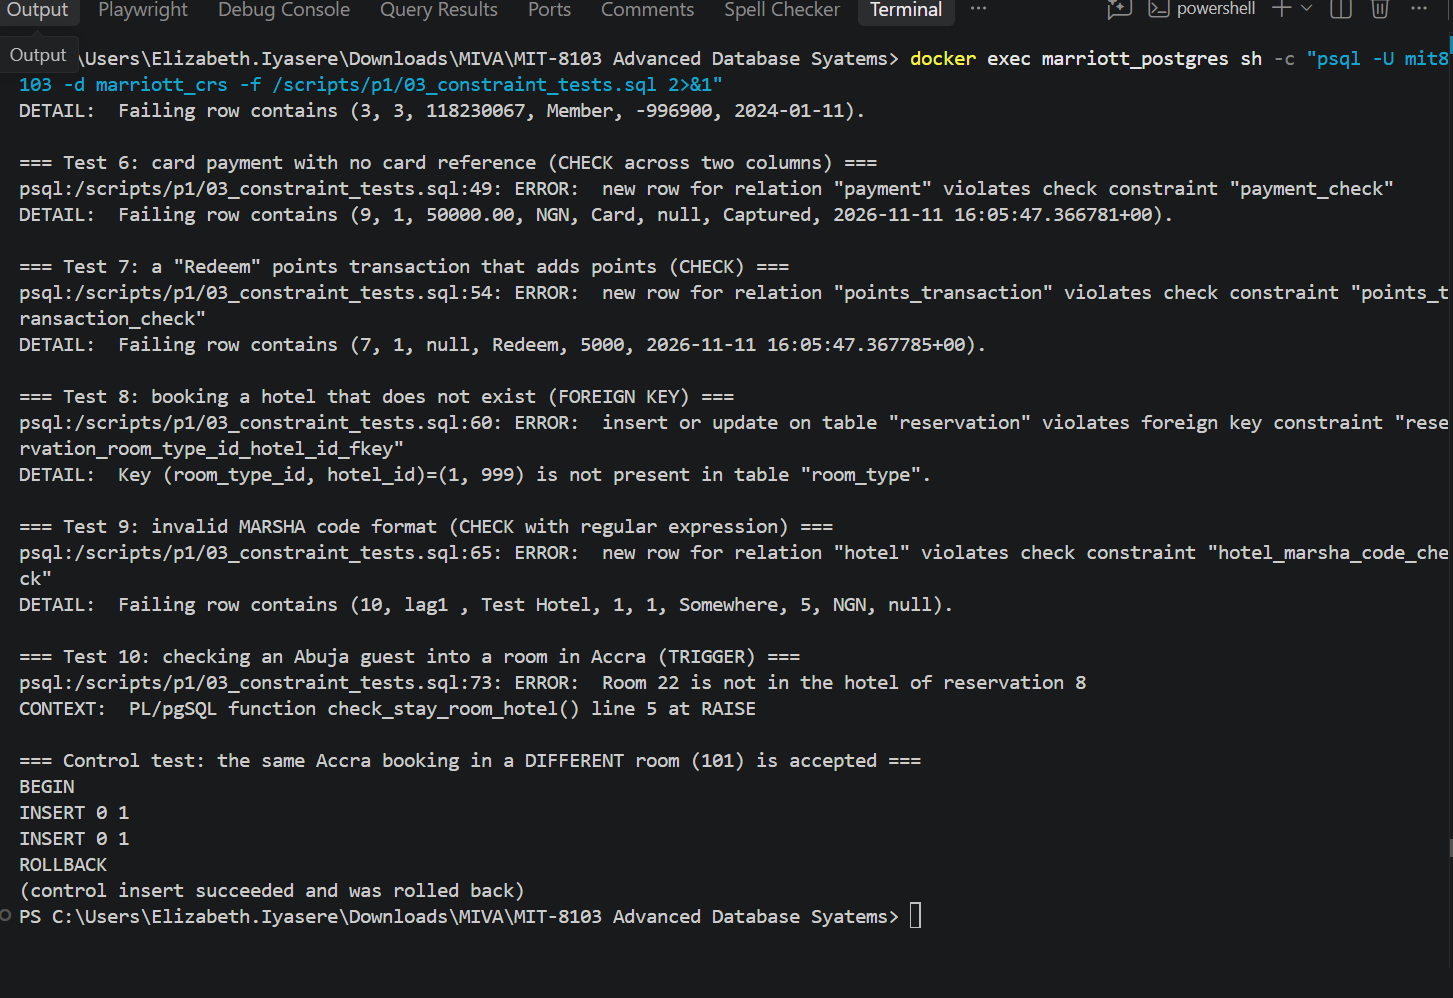 Output Playwright Debug Console Query Results Ports Comments Spell Checker Terminal ··· powershell ···
Output
\Users\Elizabeth.Iyasere\Downloads\MIVA\MIT-8103 Advanced Database Syatems> docker exec marriott_postgres sh -c "psql -U mit8
103 -d marriott_crs -f /scripts/p1/03_constraint_tests.sql 2>&1"
DETAIL:  Failing row contains (3, 3, 118230067, Member, -996900, 2024-01-11).
=== Test 6: card payment with no card reference (CHECK across two columns) ===
psql:/scripts/p1/03_constraint_tests.sql:49: ERROR:  new row for relation "payment" violates check constraint "payment_check"
DETAIL:  Failing row contains (9, 1, 50000.00, NGN, Card, null, Captured, 2026-11-11 16:05:47.366781+00).
=== Test 7: a "Redeem" points transaction that adds points (CHECK) ===
psql:/scripts/p1/03_constraint_tests.sql:54: ERROR:  new row for relation "points_transaction" violates check constraint "points_t
ransaction_check"
DETAIL:  Failing row contains (7, 1, null, Redeem, 5000, 2026-11-11 16:05:47.367785+00).
=== Test 8: booking a hotel that does not exist (FOREIGN KEY) ===
psql:/scripts/p1/03_constraint_tests.sql:60: ERROR:  insert or update on table "reservation" violates foreign key constraint "rese
rvation_room_type_id_hotel_id_fkey"
DETAIL:  Key (room_type_id, hotel_id)=(1, 999) is not present in table "room_type".
=== Test 9: invalid MARSHA code format (CHECK with regular expression) ===
psql:/scripts/p1/03_constraint_tests.sql:65: ERROR:  new row for relation "hotel" violates check constraint "hotel_marsha_code_che
ck"
DETAIL:  Failing row contains (10, lag1 , Test Hotel, 1, 1, Somewhere, 5, NGN, null).
=== Test 10: checking an Abuja guest into a room in Accra (TRIGGER) ===
psql:/scripts/p1/03_constraint_tests.sql:73: ERROR:  Room 22 is not in the hotel of reservation 8
CONTEXT:  PL/pgSQL function check_stay_room_hotel() line 5 at RAISE
=== Control test: the same Accra booking in a DIFFERENT room (101) is accepted ===
BEGIN
INSERT 0 1
INSERT 0 1
ROLLBACK
(control insert succeeded and was rolled back)
PS C:\Users\Elizabeth.Iyasere\Downloads\MIVA\MIT-8103 Advanced Database Syatems>